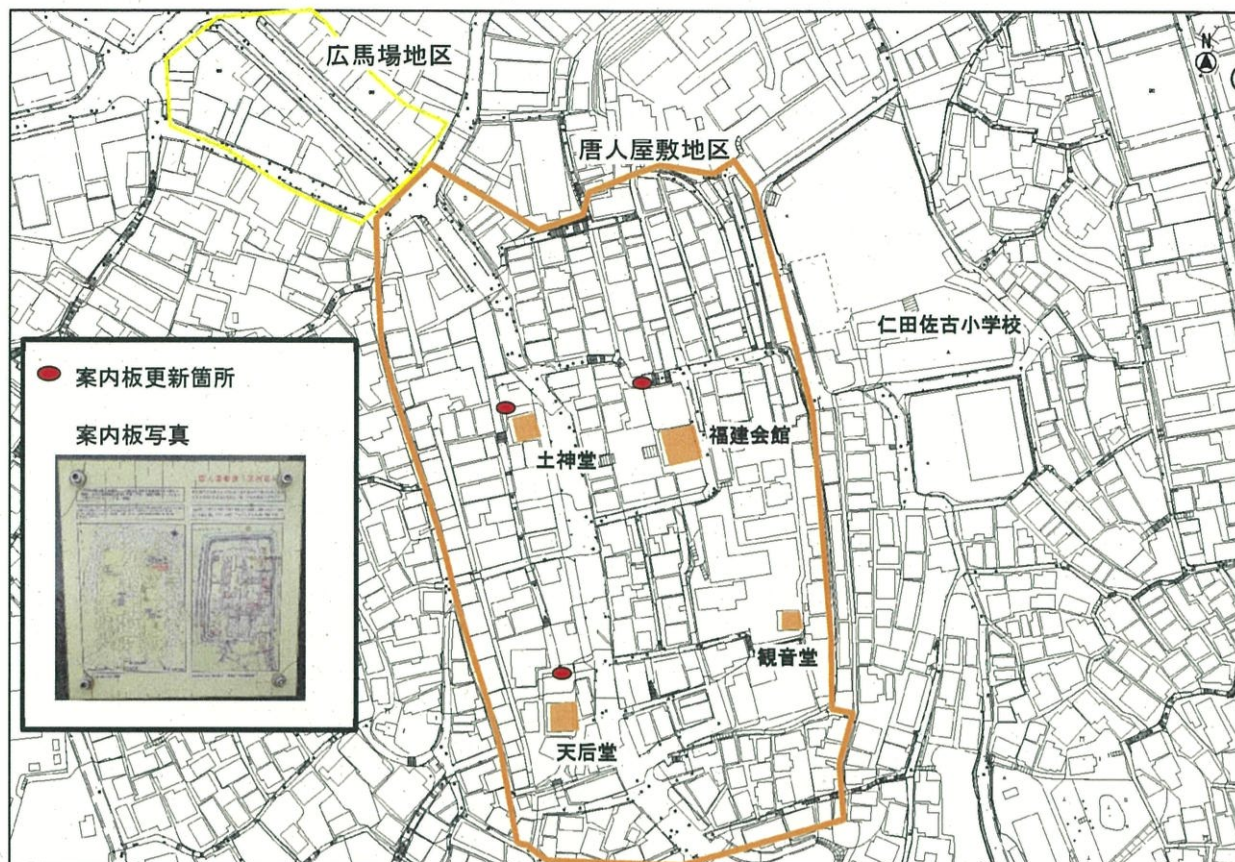 広馬場地区
N
唐人屋敷地区
仁田佐古小学校
案内板更新箇所
案内板写真
福建会館
土神堂
観音堂
天后堂